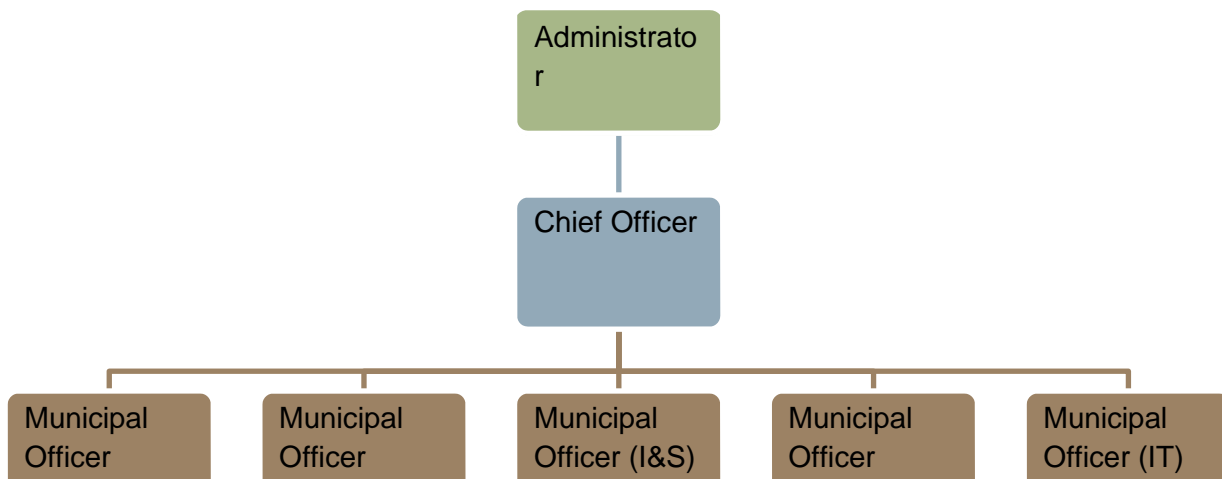 Administrato
r
Chief Officer
Municipal
Officer
Municipal
Officer
Municipal
Officer (I&S)
Municipal
Officer
Municipal
Officer (IT)